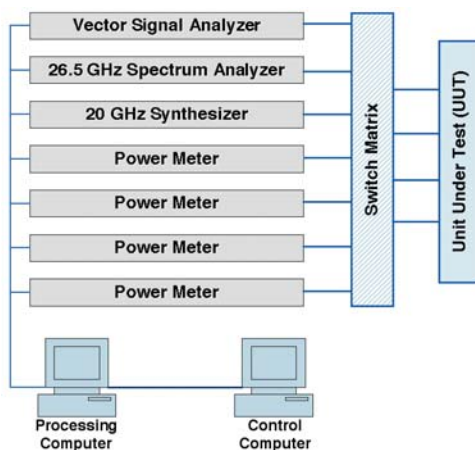 Vector Signal Analyzer
26.5 GHz Spectrum Analyzer
20 GHz Synthesizer
Power Meter
Power Meter
Power Meter
Power Meter
Switch Matrix
Unit Under Test (UUT)
Processing
Computer
Control
Computer